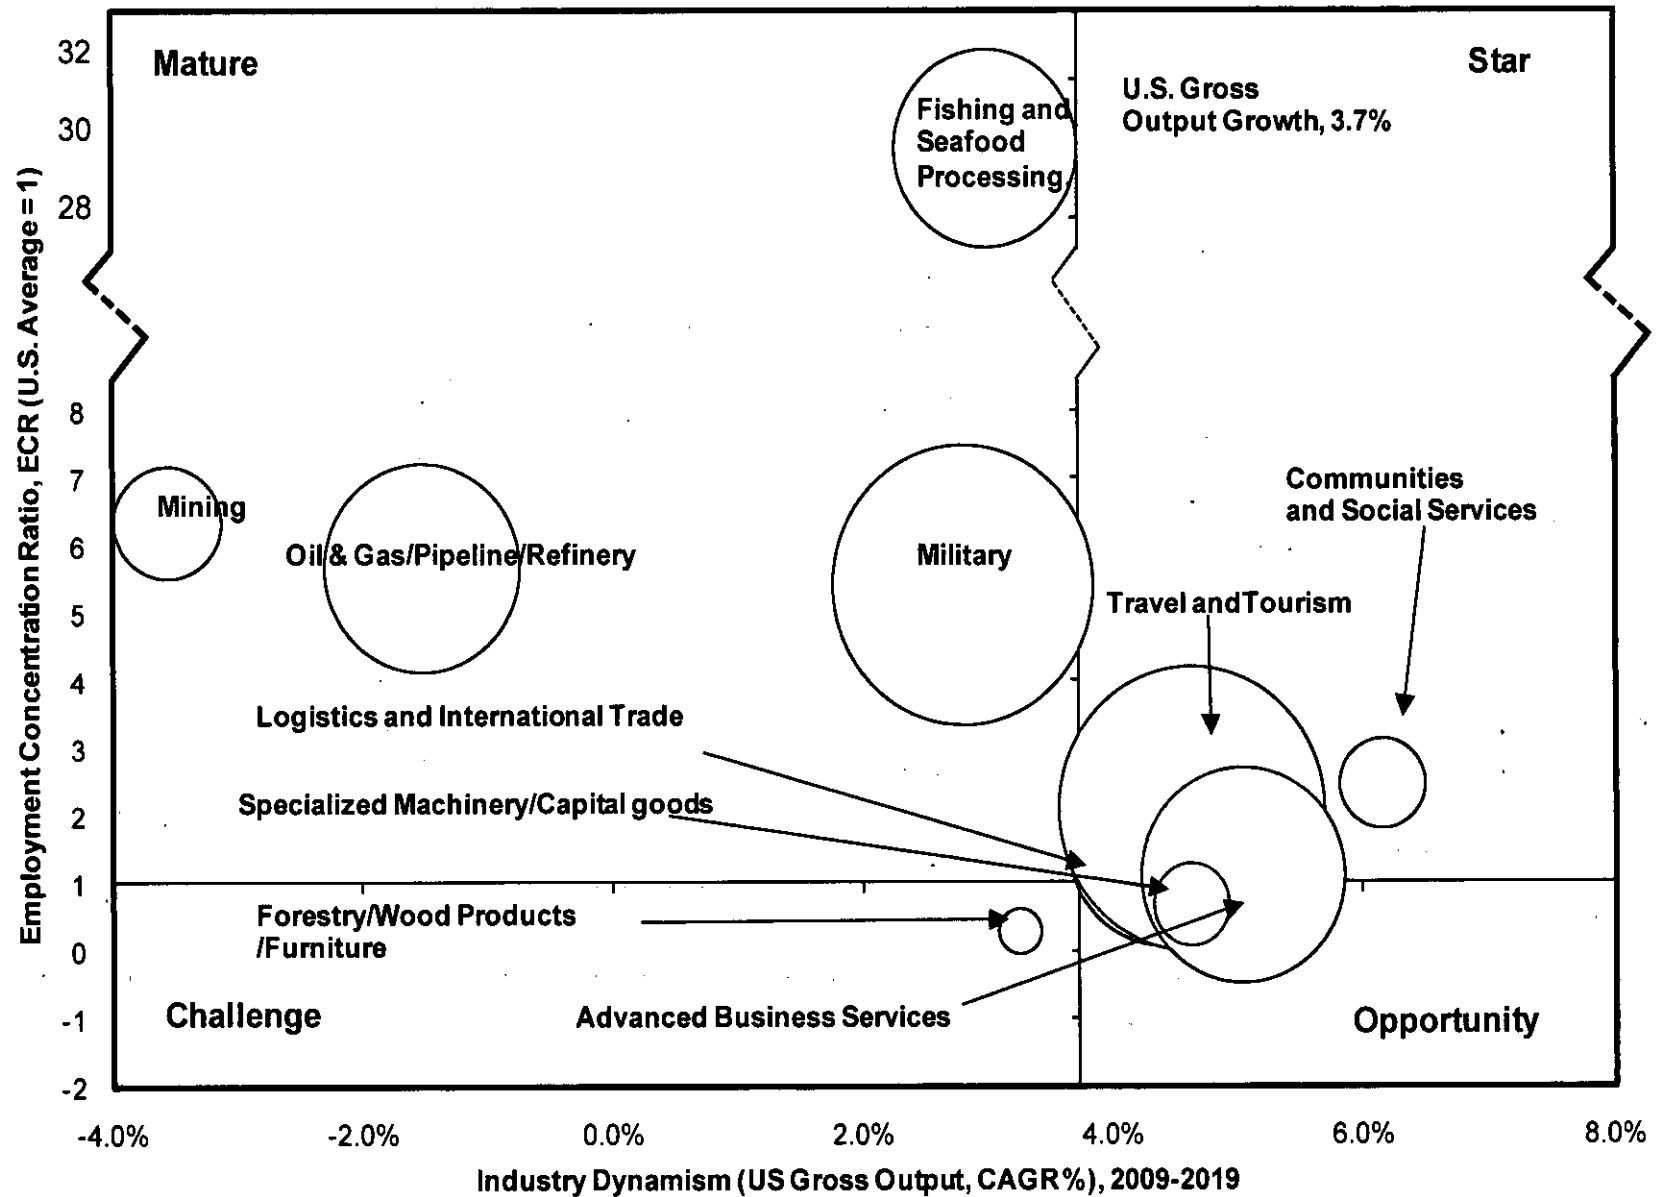 32
30
28
8
7
6
5
4
3
2
1
0
-1
-2
Employment Concentration Ratio, ECR (U.S. Average = 1)
Mature
Star
U.S. Gross
Output Growth, 3.7%
Fishing and
Seafood
Processing
Mining
Oil & Gas/Pipeline/Refinery
Military
Communities
and Social Services
Travel andTourism
Logistics and International Trade
Specialized Machinery/Capital goods
Forestry/Wood Products
/Furniture
Challenge
Advanced Business Services
Opportunity
-4.0%
-2.0%
0.0%
2.0%
4.0%
6.0%
8.0%
Industry Dynamism (US Gross Output, CAGR%), 2009-2019